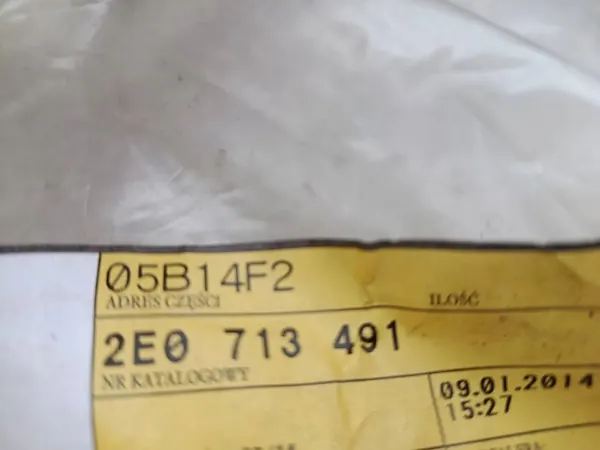 05B14F2
ADRES CZĘŚCI ILOŚĆ
2E0 713 491
NR KATALOGOWY
09.01.2014
15:27